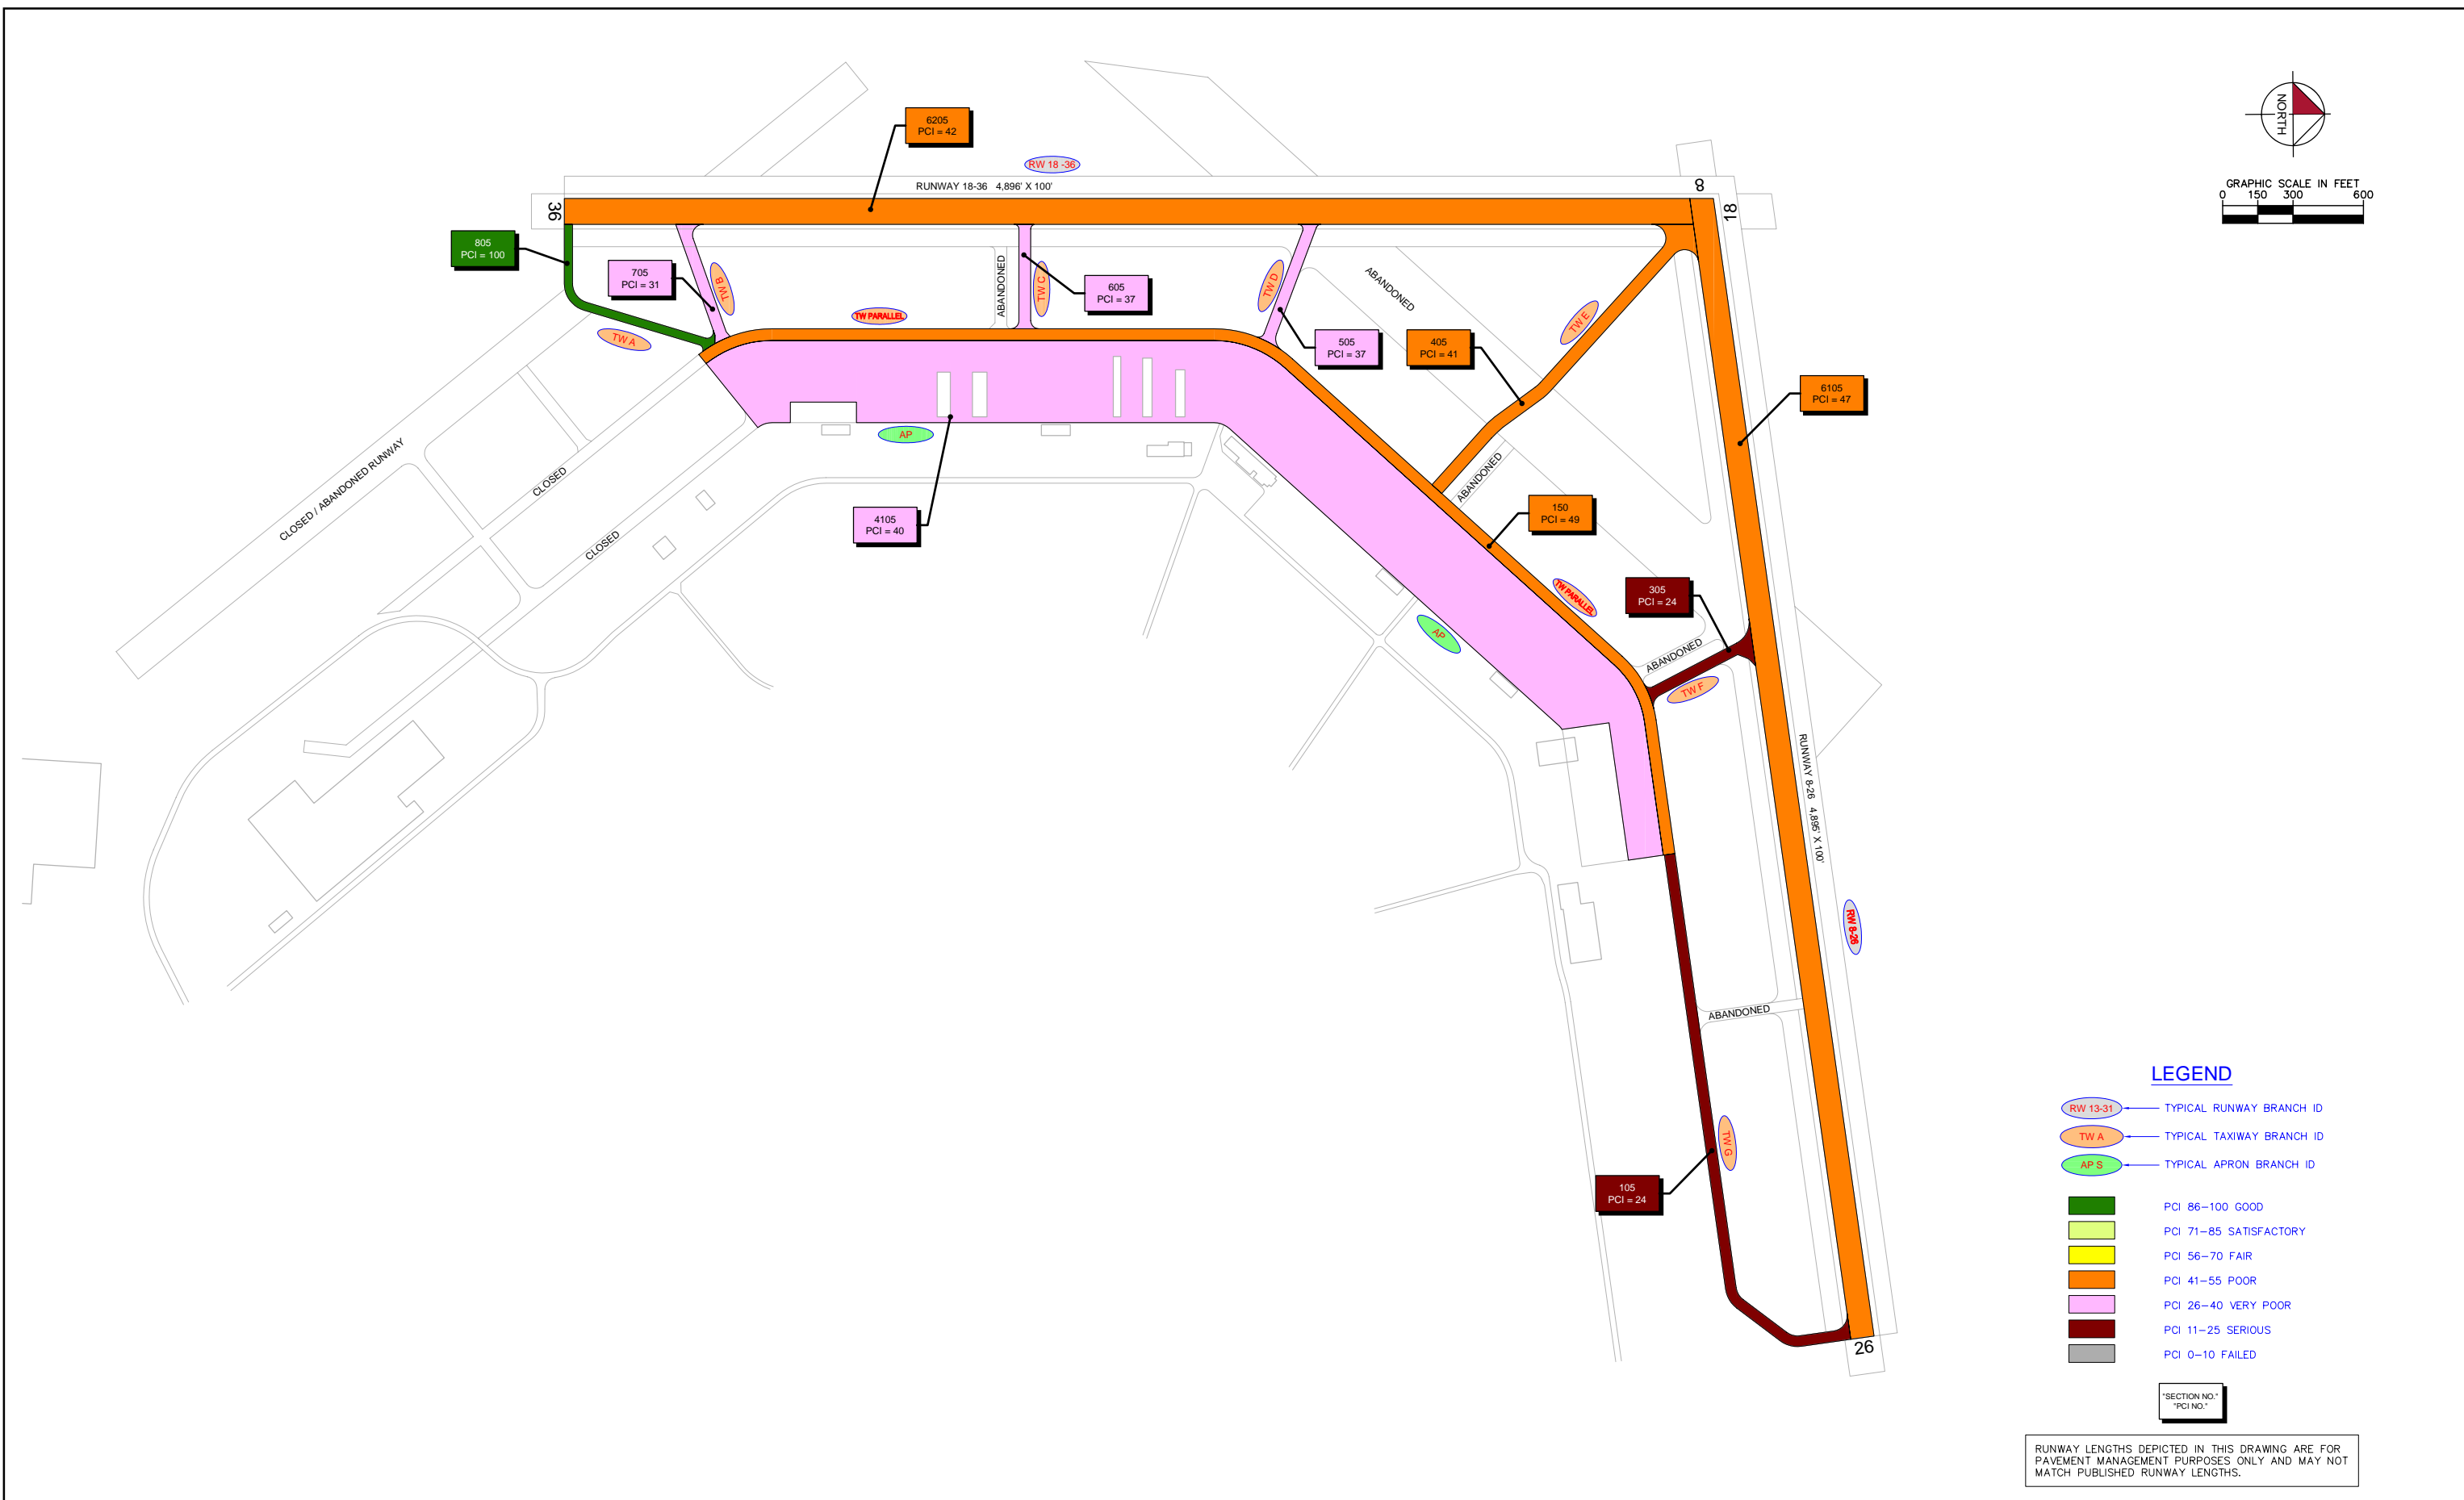 6205
PCI = 42
RW 18 -36
RUNWAY 18-36 4,896' X 100'
36
8
18
NORTH
GRAPHIC SCALE IN FEET
0 150 300 600
805
PCI = 100
705
PCI = 31
TW B
TW A
TW PARALLEL
ABANDONED
TW C
605
PCI = 37
TW D
ABANDONED
505
PCI = 37
405
PCI = 41
TW E
6105
PCI = 47
AP
CLOSED / ABANDONED RUNWAY
CLOSED
CLOSED
4105
PCI = 40
ABANDONED
150
PCI = 49
TW PARALLEL
AP
305
PCI = 24
ABANDONED
TW F
RUNWAY 8-26 4,895' X 100'
RW 8-26
ABANDONED
TW G
105
PCI = 24
26
LEGEND
RW 13-31 TYPICAL RUNWAY BRANCH ID
TW A TYPICAL TAXIWAY BRANCH ID
AP S TYPICAL APRON BRANCH ID
PCI 86-100 GOOD
PCI 71-85 SATISFACTORY
PCI 56-70 FAIR
PCI 41-55 POOR
PCI 26-40 VERY POOR
PCI 11-25 SERIOUS
PCI 0-10 FAILED
"SECTION NO."
"PCI NO."
RUNWAY LENGTHS DEPICTED IN THIS DRAWING ARE FOR
PAVEMENT MANAGEMENT PURPOSES ONLY AND MAY NOT
MATCH PUBLISHED RUNWAY LENGTHS.